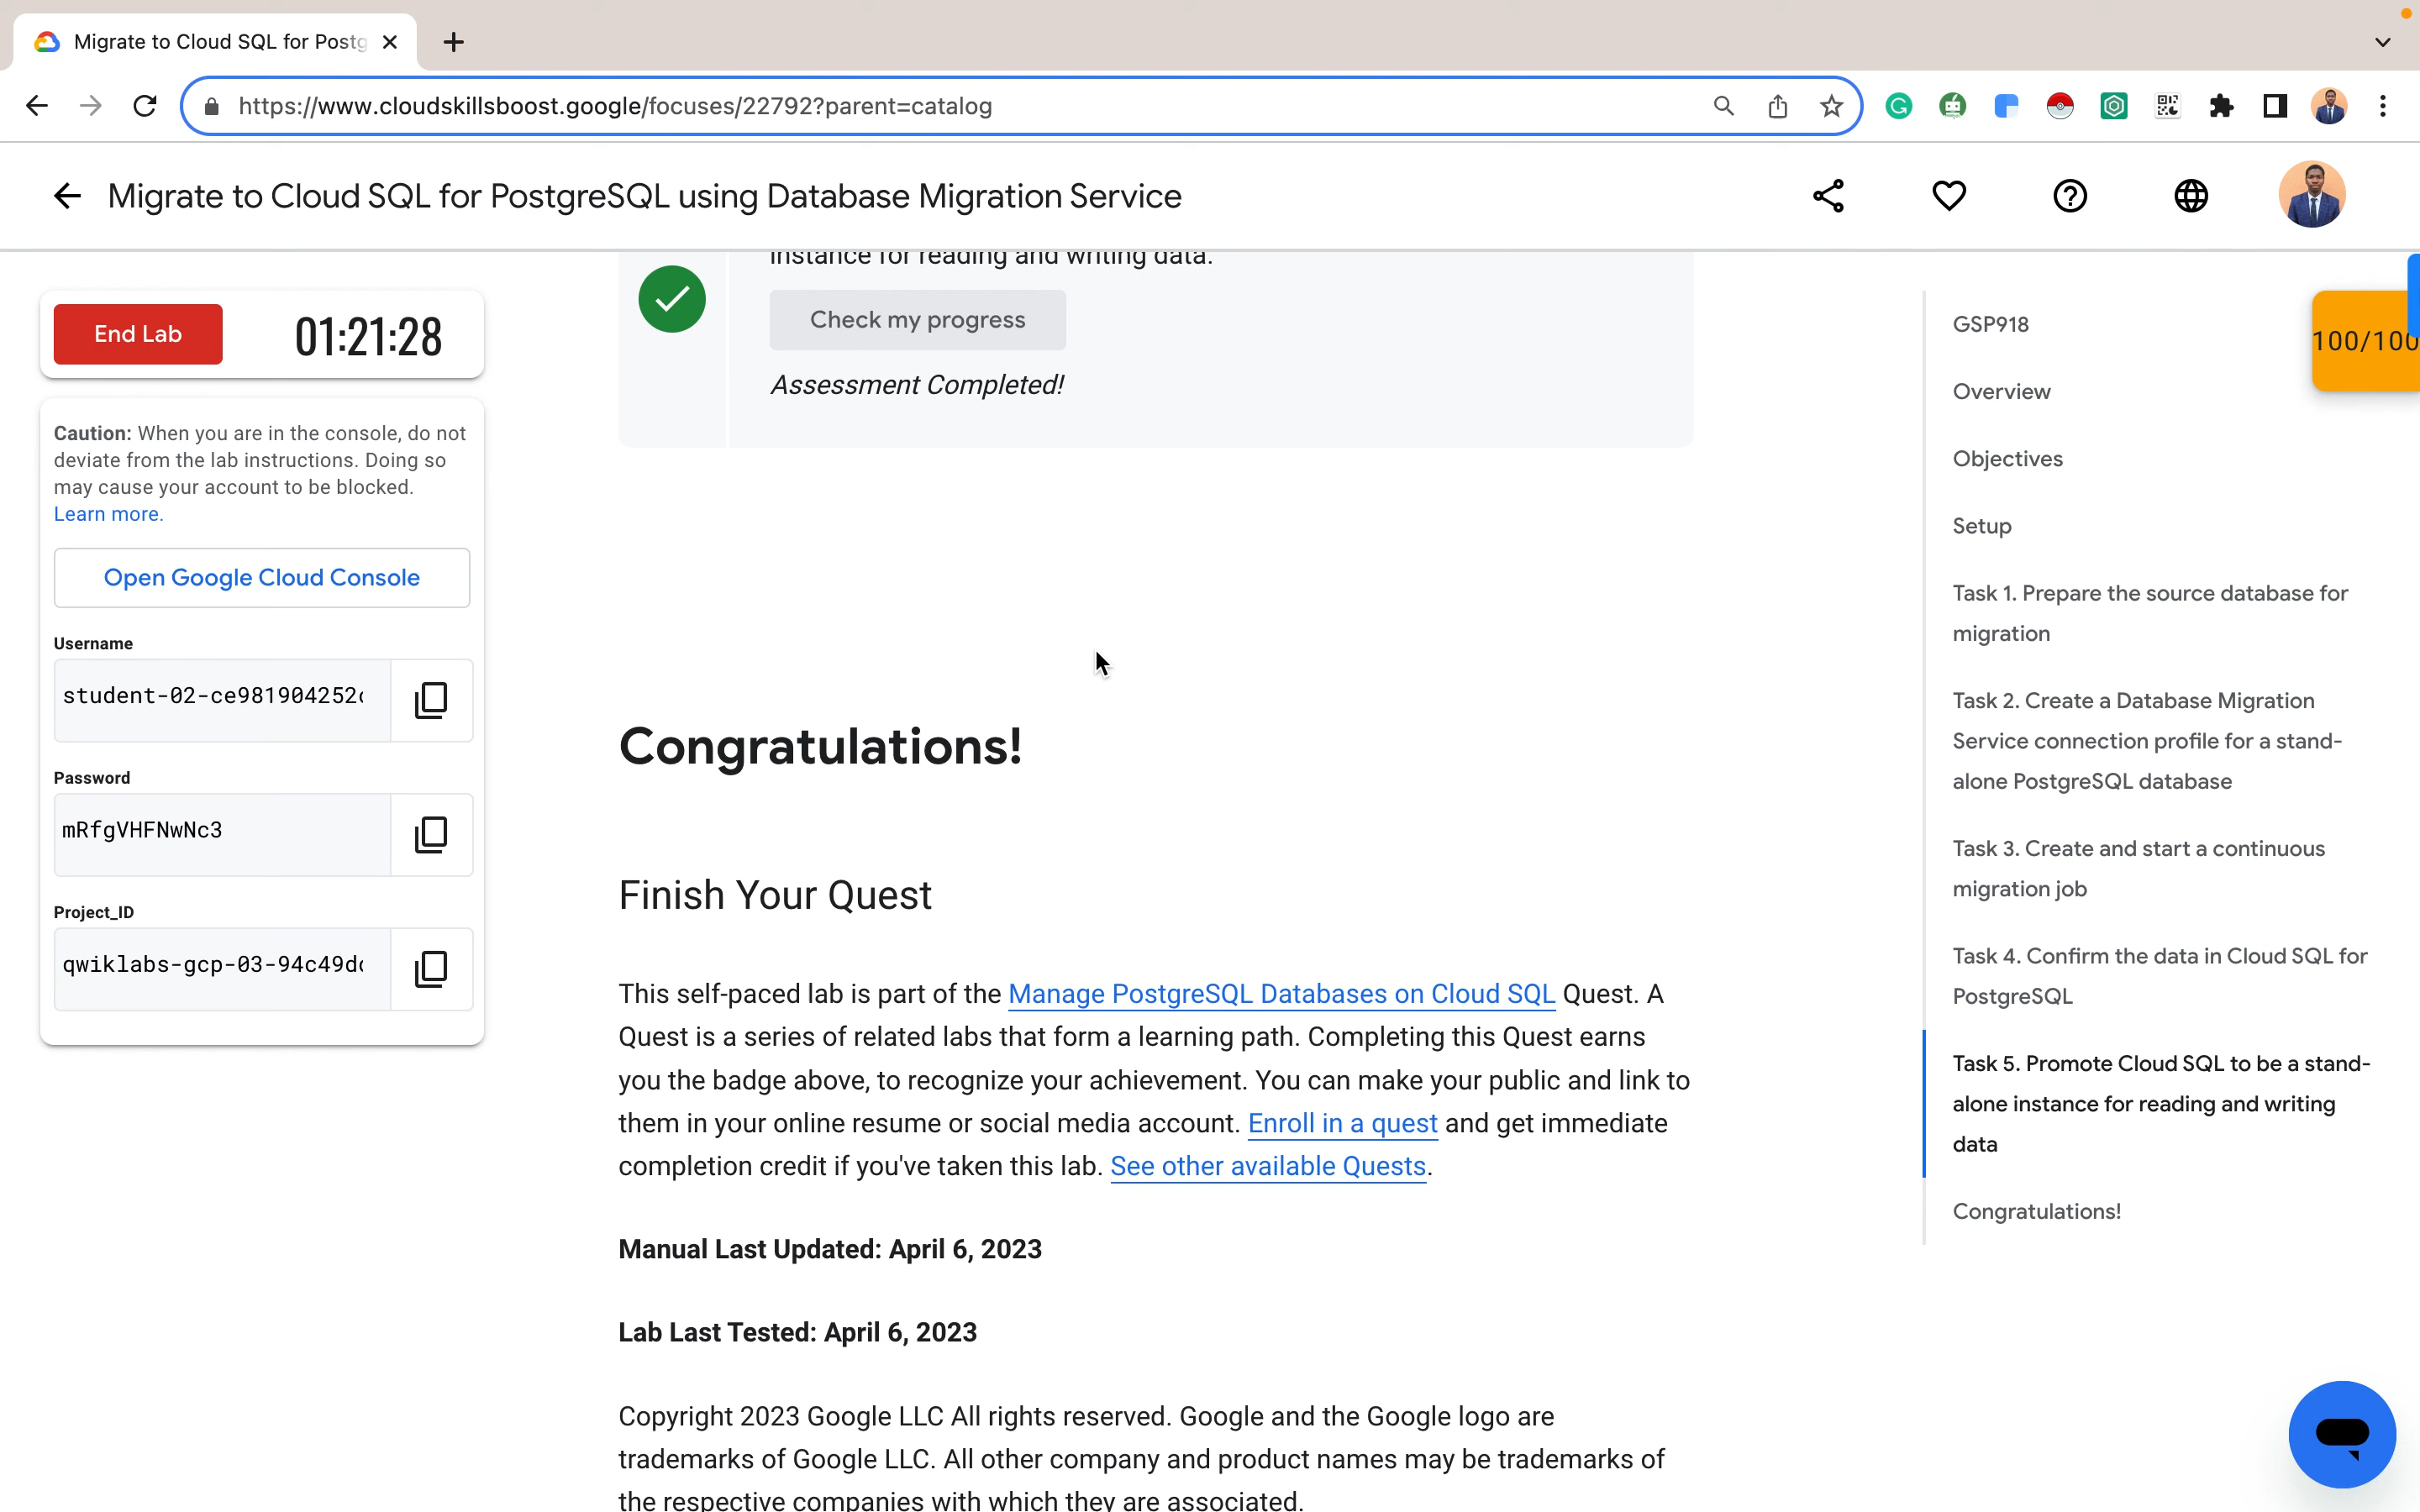 Migrate to Cloud SQL for Postg
https://www.cloudskillsboost.google/focuses/22792?parent=catalog
Migrate to Cloud SQL for PostgreSQL using Database Migration Service
End Lab
01:21:28
Caution: When you are in the console, do not
deviate from the lab instructions. Doing so
may cause your account to be blocked.
Learn more.
Open Google Cloud Console
Username
student-02-ce981904252
Password
mRfgVHFNwNc3
Project_ID
qwiklabs-gcp-03-94c49d
instance for reading and writing data.
Check my progress
Assessment Completed!
Congratulations!
Finish Your Quest
This self-paced lab is part of the Manage PostgreSQL Databases on Cloud SQL Quest. A
Quest is a series of related labs that form a learning path. Completing this Quest earns
you the badge above, to recognize your achievement. You can make your public and link to
them in your online resume or social media account. Enroll in a quest and get immediate
completion credit if you've taken this lab. See other available Quests.
Manual Last Updated: April 6, 2023
Lab Last Tested: April 6, 2023
Copyright 2023 Google LLC All rights reserved. Google and the Google logo are
trademarks of Google LLC. All other company and product names may be trademarks of
the respective companies with which they are associated.
GSP918
Overview
Objectives
Setup
Task 1. Prepare the source database for
migration
Task 2. Create a Database Migration
Service connection profile for a stand-
alone PostgreSQL database
Task 3. Create and start a continuous
migration job
Task 4. Confirm the data in Cloud SQL for
PostgreSQL
Task 5. Promote Cloud SQL to be a stand-
alone instance for reading and writing
data
Congratulations!
100/100